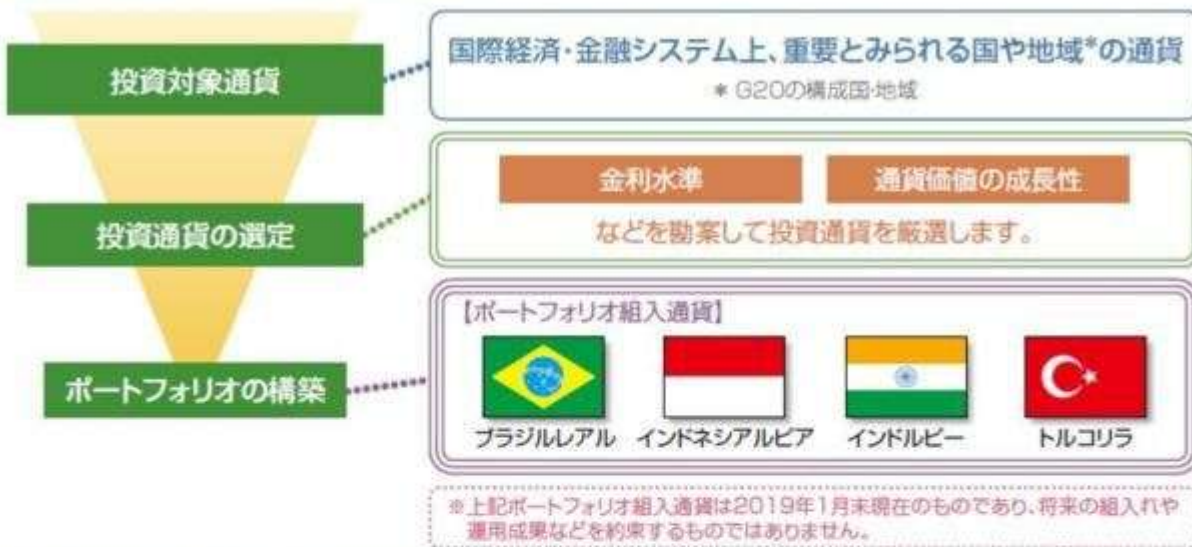 投資対象通貨
国際経済・金融システム上、重要とみられる国や地域*の通貨
* G20の構成国・地域
投資通貨の選定
金利水準
通貨価値の成長性
などを勘案して投資通貨を厳選します。
ポートフォリオの構築
【ポートフォリオ組入通貨】
ブラジルレアル
インドネシアルピア
インドルピー
トルコリラ
※上記ポートフォリオ組入通貨は2019年1月末現在のものであり、将来の組入れや
運用成果などを約束するものではありません。